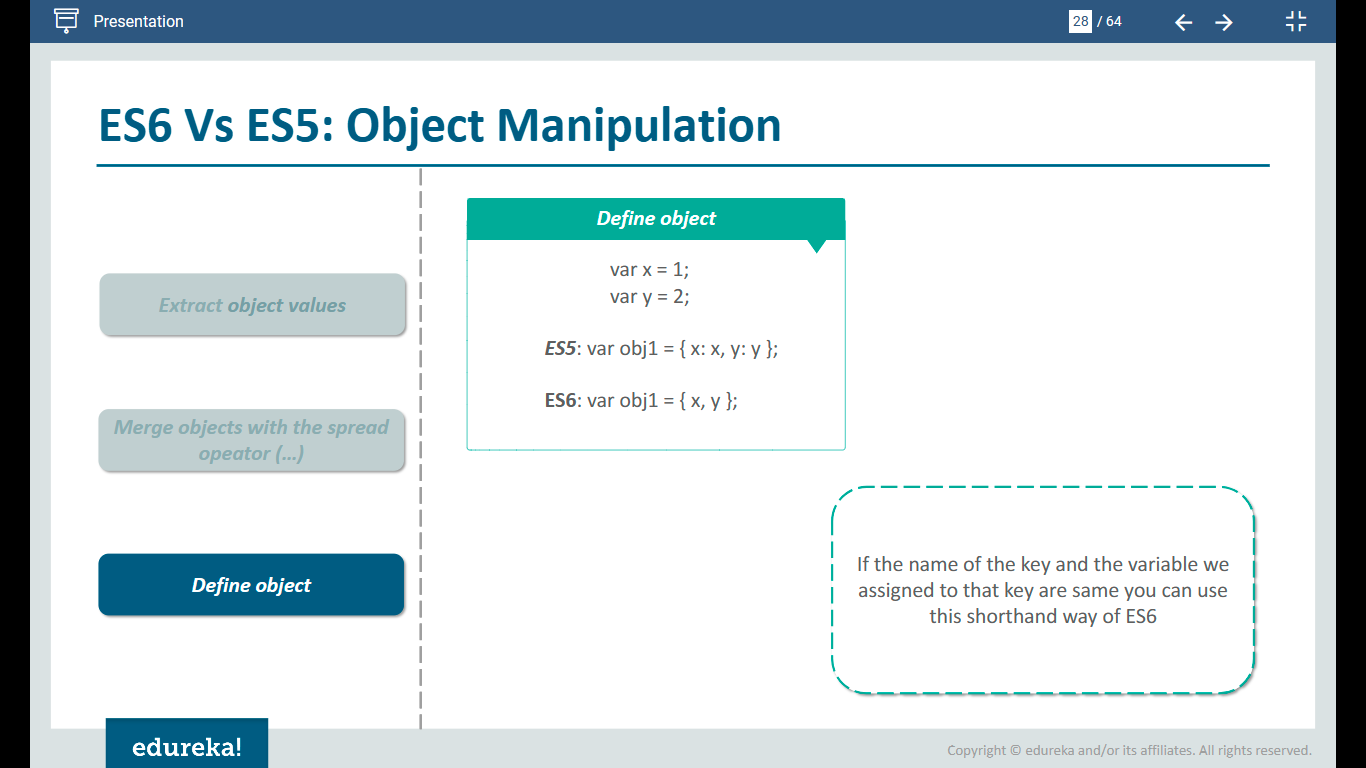 Presentation
28 / 64
ES6 Vs ES5: Object Manipulation
Extract object values
Merge objects with the spread
opeator (...)
Define object
Define object
var x = 1;
var y = 2;
ES5: var obj1 = { x: x, y: y };
ES6: var obj1 = { x, y };
If the name of the key and the variable we
assigned to that key are same you can use
this shorthand way of ES6
edureka!
Copyright © edureka and/or its affiliates. All rights reserved.